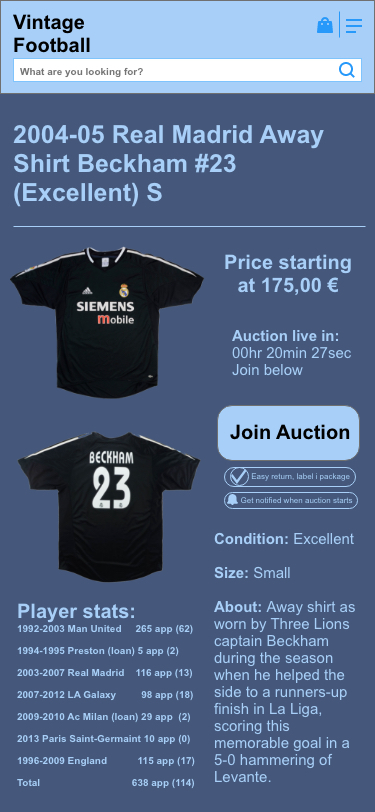 Vintage
Football
What are you looking for?
2004-05 Real Madrid Away
Shirt Beckham #23
(Excellent) S
SIEMENS
mobile
Price starting
at 175,00 €
Auction live in:
00hr 20min 27sec
Join below
Join Auction
Easy return, label i package
Get notified when auction starts
BECKHAM
23
Condition: Excellent
Size: Small
About: Away shirt as
worn by Three Lions
captain Beckham
during the season
when he helped the
side to a runners-up
finish in La Liga,
scoring this
memorable goal in a
5-0 hammering of
Levante.
Player stats:
1992-2003 Man United 265 app (62)
1994-1995 Preston (loan) 5 app (2)
2003-2007 Real Madrid 116 app (13)
2007-2012 LA Galaxy 98 app (18)
2009-2010 Ac Milan (loan) 29 app (2)
2013 Paris Saint-Germaint 10 app (0)
1996-2009 England 115 app (17)
Total 638 app (114)